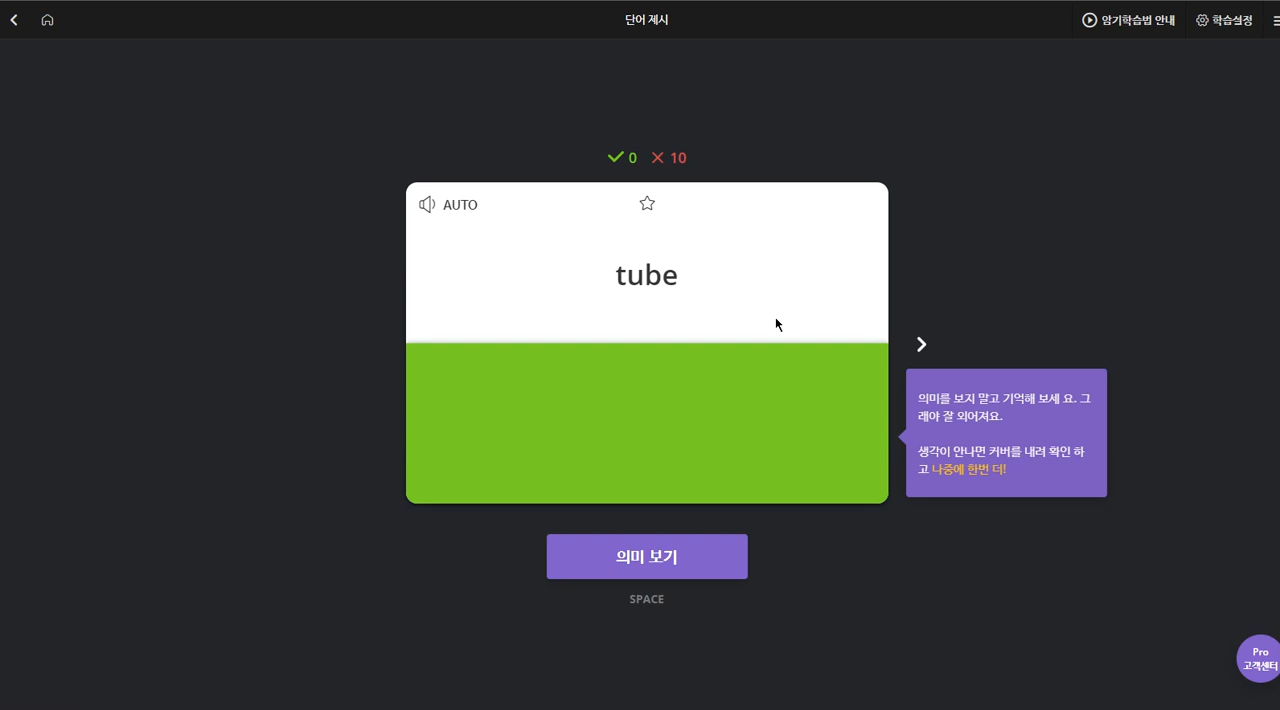 단어 제시
암기학습법 안내
학습설정
0 10
AUTO
tube
의미를 보지 말고 기억해 보세 요. 그
래야 잘 외어져요.
생각이 안나면 커버를 내려 확인 하
고 나중에 한번 더!
의미 보기
SPACE
Pro
고객센터